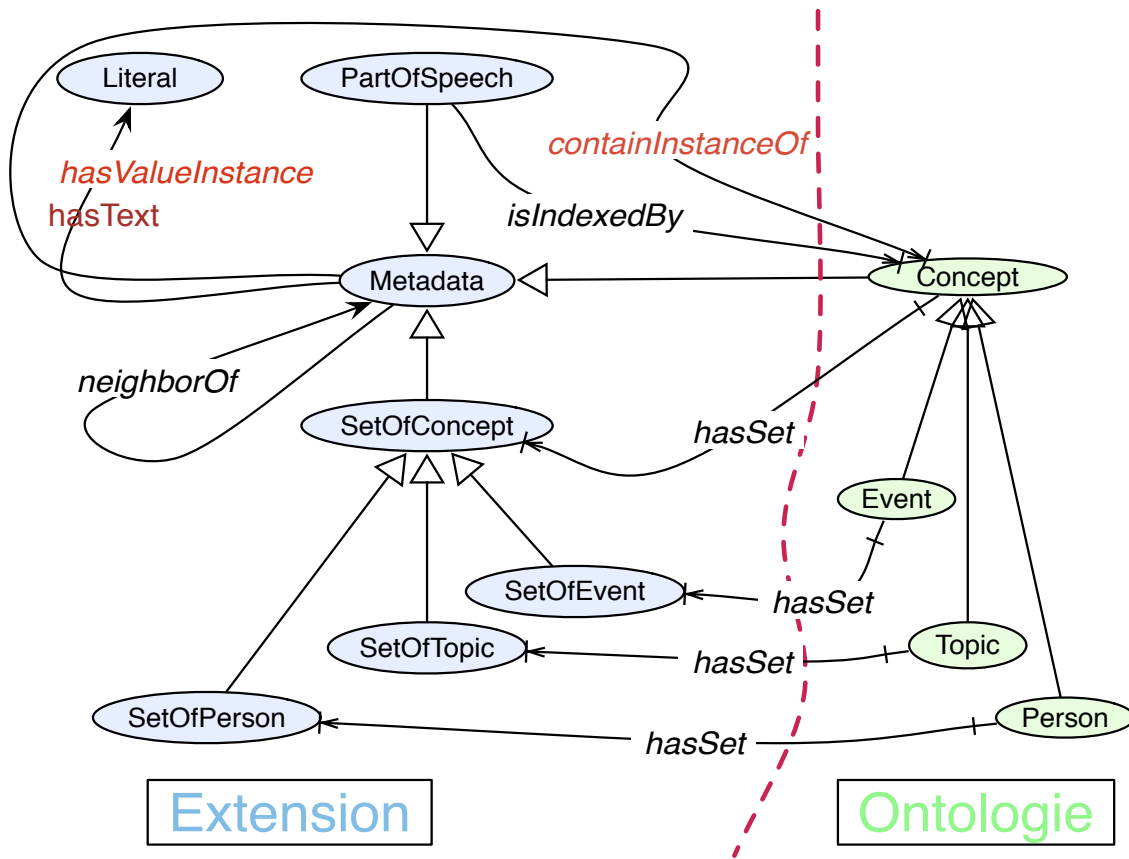 Literal
PartOfSpeech
containInstanceOf
hasValueInstance
hasText
isIndexedBy
Metadata
Concept
neighborOf
SetOfConcept
hasSet
Event
SetOfEvent
hasSet
SetOfTopic
hasSet
Topic
SetOfPerson
hasSet
Person
Extension
Ontologie